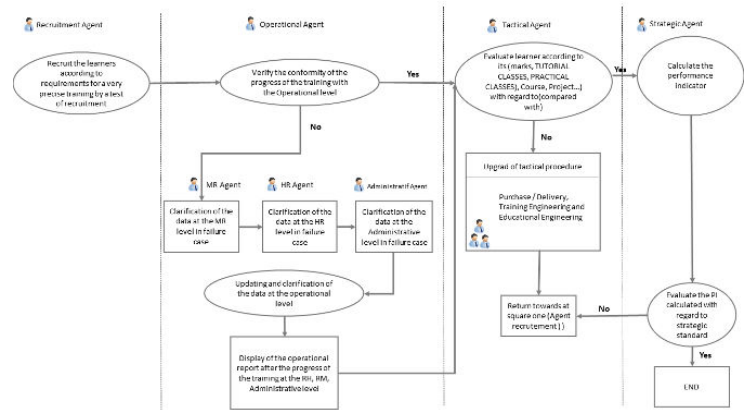 Recruitment Agent
Operational Agent
Tactical Agent
Strategic Agent
Recruit the learners
according to
requirements for a very
precise training by a test
of recruitment
Verify the conformity of the
progress of the training with
the Operational level
Yes
Evaluate learner according to
its (marks, TUTORIAL
CLASSES, PRACTICAL
CLASSES), Course, Project...)
with regard to(compared
with)
Yes
Calculate the
performance
indicator
No
No
MR Agent
HR Agent
Administratif Agent
Clarification of the
data at the MR
level in failure
case
Clarification of the
data at the HR
level in failure
case
Clarification of the
data at the
Administrative
level in failure case
Upgrad of tactical procedure
Purchase / Delivery,
Training Engineering and
Educational Engineering
Updating and clarification of
the data at the operational
level
Return towards at
square one (Agent
recrutement) )
No
Evaluate the PI
calculated with
regard to
strategic
standard
Display of the operational
report after the progress of
the training at the RH, RM,
Administrative level
Yes
END